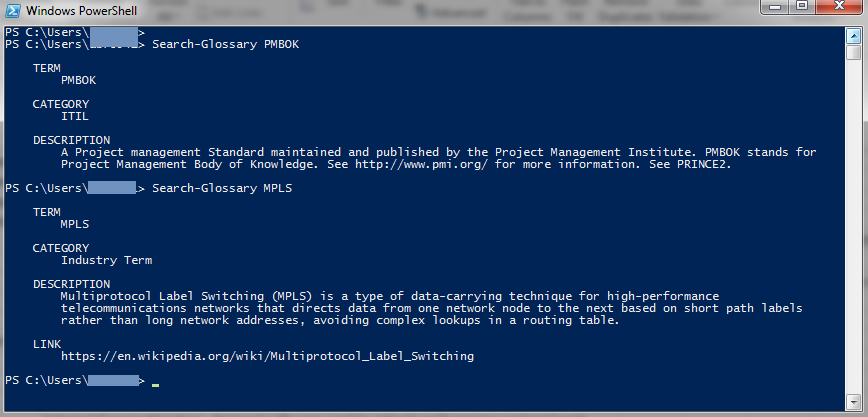 Windows PowerShell
PS C:\Users\ >
PS C:\Users\ > Search-Glossary PMBOK
TERM
PMBOK
CATEGORY
ITIL
DESCRIPTION
A Project management Standard maintained and published by the Project Management Institute. PMBOK stands for
Project Management Body of Knowledge. See http://www.pmi.org/ for more information. See PRINCE2.
PS C:\Users\ > Search-Glossary MPLS
TERM
MPLS
CATEGORY
Industry Term
DESCRIPTION
Multiprotocol Label Switching (MPLS) is a type of data-carrying technique for high-performance
telecommunications networks that directs data from one network node to the next based on short path labels
rather than long network addresses, avoiding complex lookups in a routing table.
LINK
https://en.wikipedia.org/wiki/Multiprotocol_Label_Switching
PS C:\Users\ >